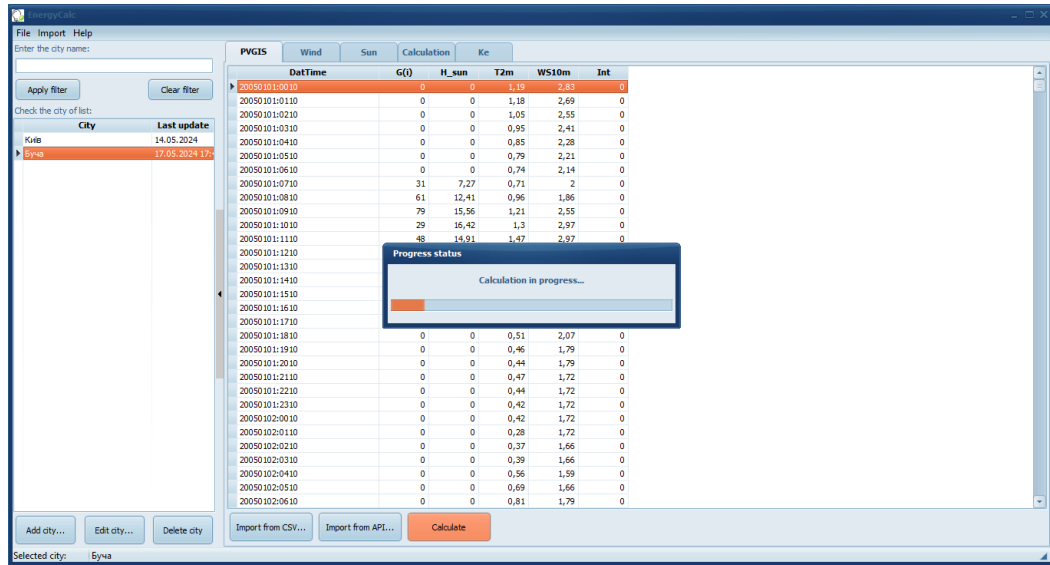 EnergyCalc
File Import Help
Enter the city name:
Apply filter Clear filter
Check the city of list:
City Last update
Київ 14.05.2024
Буча 17.05.2024 17:
PVGIS Wind Sun Calculation Ke
DatTime G(i) H_sun T2m WS10m Int
20050101:0010 0 0 1,19 2,83 0
20050101:0110 0 0 1,18 2,69 0
20050101:0210 0 0 1,05 2,55 0
20050101:0310 0 0 0,95 2,41 0
20050101:0410 0 0 0,85 2,28 0
20050101:0510 0 0 0,79 2,21 0
20050101:0610 0 0 0,74 2,14 0
20050101:0710 31 7,27 0,71 2 0
20050101:0810 61 12,41 0,96 1,86 0
20050101:0910 79 15,56 1,21 2,55 0
20050101:1010 29 16,42 1,3 2,97 0
20050101:1110 48 14,91 1,47 2,97 0
20050101:1210
20050101:1310
20050101:1410
20050101:1510
20050101:1610
20050101:1710
Progress status
Calculation in progress...
20050101:1810 0 0 0,51 2,07 0
20050101:1910 0 0 0,46 1,79 0
20050101:2010 0 0 0,44 1,79 0
20050101:2110 0 0 0,47 1,72 0
20050101:2210 0 0 0,44 1,72 0
20050101:2310 0 0 0,42 1,72 0
20050102:0010 0 0 0,42 1,72 0
20050102:0110 0 0 0,28 1,72 0
20050102:0210 0 0 0,37 1,66 0
20050102:0310 0 0 0,39 1,66 0
20050102:0410 0 0 0,56 1,59 0
20050102:0510 0 0 0,69 1,66 0
20050102:0610 0 0 0,81 1,79 0
Add city... Edit city... Delete city
Import from CSV... Import from API... Calculate
Selected city: Буча